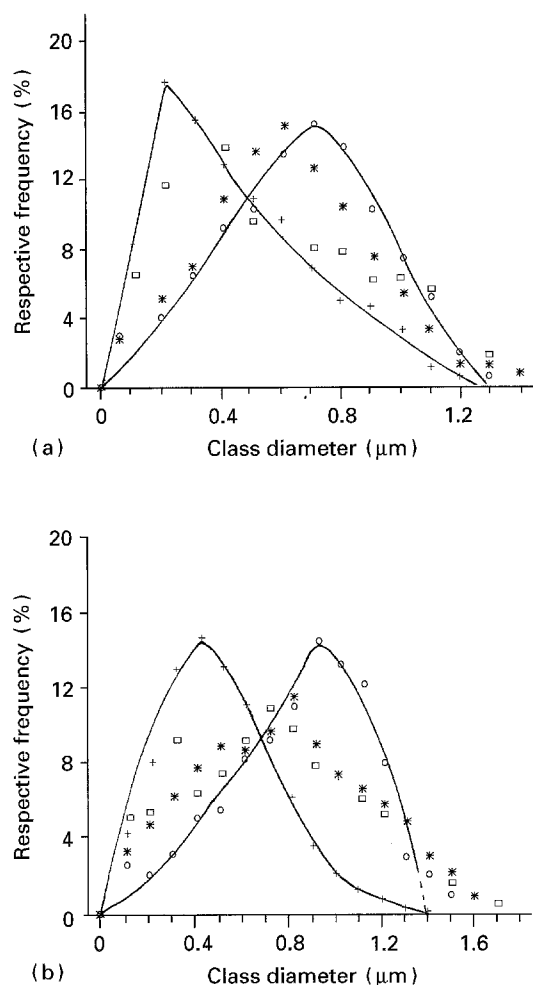 20
16
12
8
4
0
Respective frequency (%)
0 0.4 0.8 1.2
(a) Class diameter (μm)
20
16
12
8
4
0
Respective frequency (%)
0 0.4 0.8 1.2 1.6
(b) Class diameter (μm)